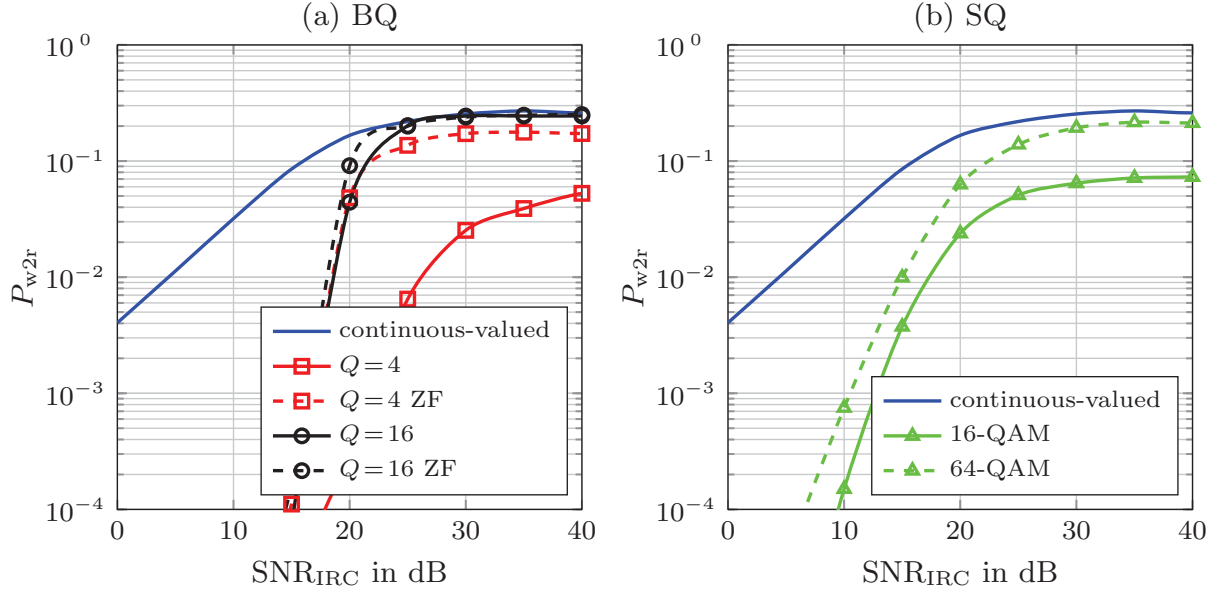 (a) BQ
P_w2r
10^0
10^−1
10^−2
10^−3
10^−4
0
10
20
30
40
SNR_IRC in dB
continuous-valued
Q = 4
Q = 4 ZF
Q = 16
Q = 16 ZF
(b) SQ
P_w2r
10^0
10^−1
10^−2
10^−3
10^−4
0
10
20
30
40
SNR_IRC in dB
continuous-valued
16-QAM
64-QAM